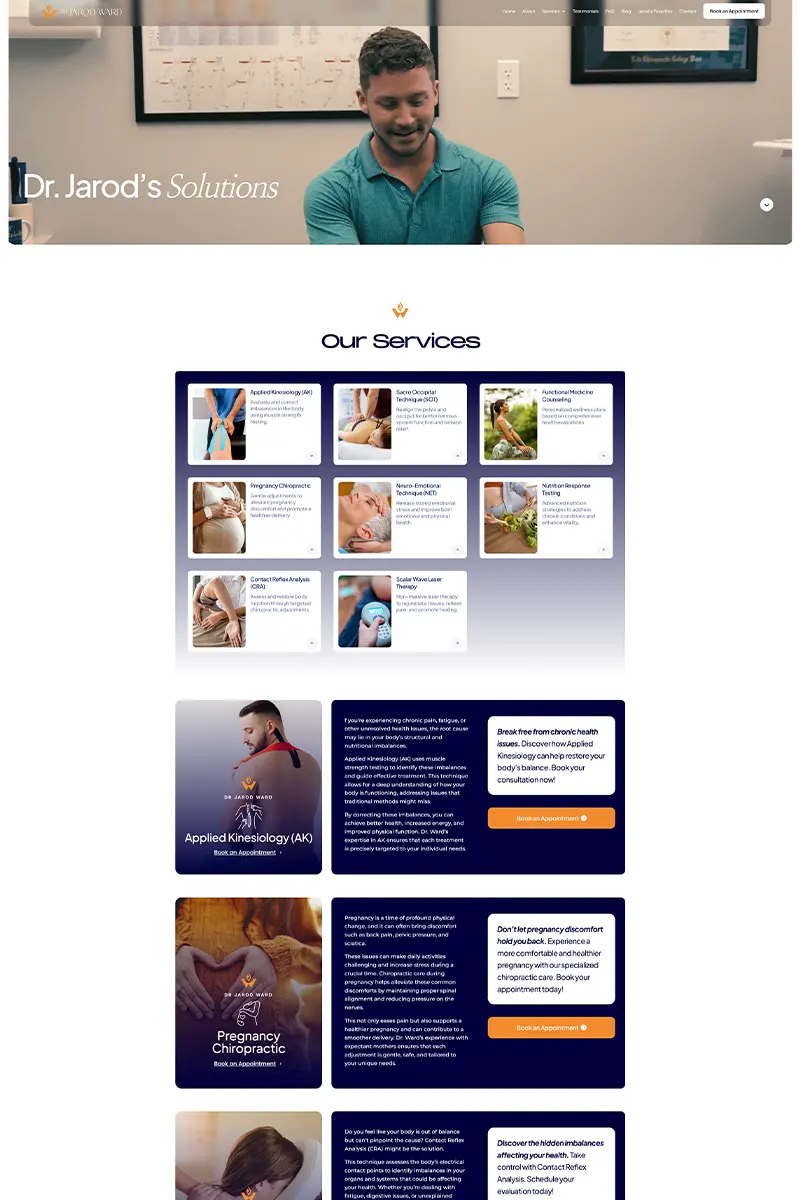 DR. JAROD WARD
Home About Services Testimonials FAQ Blog Jarod's Favorites Contact Book an Appointment
Dr. Jarod's Solutions
Our Services
Applied Kinesiology (AK)
Evaluate and correct
imbalances in the body
using muscle strength
testing.
Sacro Occipital
Technique (SOT)
Realign the pelvis and
occiput for better nervous
system function and tension
relief.
Functional Medicine
Counseling
Personalized wellness plans
based on comprehensive
health evaluations.
Pregnancy Chiropractic
Gentle adjustments to
alleviate pregnancy
discomfort and promote a
healthier delivery.
Neuro-Emotional
Technique (NET)
Release stored emotional
stress and improve both
emotional and physical
health.
Nutrition Response
Testing
Advanced nutrition
strategies to address
chronic conditions and
enhance vitality.
Contact Reflex Analysis
(CRA)
Assess and restore body
function through targeted
chiropractic adjustments.
Scalar Wave Laser
Therapy
Non-invasive laser therapy
to rejuvenate tissues, relieve
pain, and promote healing.
DR JAROD WARD
Applied Kinesiology (AK)
Book an Appointment
If you're experiencing chronic pain, fatigue, or
other unresolved health issues, the root cause
may lie in your body's structural and
nutritional imbalances.
Applied Kinesiology (AK) uses muscle
strength testing to identify these imbalances
and guide effective treatment. This technique
allows for a deep understanding of how your
body is functioning, addressing issues that
traditional methods might miss.
By correcting these imbalances, you can
achieve better health, increased energy, and
improved physical function. Dr. Ward's
expertise in AK ensures that each treatment
is precisely targeted to your individual needs.
Break free from chronic health
issues. Discover how Applied
Kinesiology can help restore your
body's balance. Book your
consultation now!
Book an Appointment
DR JAROD WARD
Pregnancy
Chiropractic
Book an Appointment
Pregnancy is a time of profound physical
change, and it can often bring discomfort
such as back pain, pelvic pressure, and
sciatica.
These issues can make daily activities
challenging and increase stress during a
crucial time. Chiropractic care during
pregnancy helps alleviate these common
discomforts by maintaining proper spinal
alignment and reducing pressure on the
nerves.
This not only eases pain but also supports a
healthier pregnancy and can contribute to a
smoother delivery. Dr. Ward's experience with
expectant mothers ensures that each
adjustment is gentle, safe, and tailored to
your unique needs.
Don't let pregnancy discomfort
hold you back. Experience a
more comfortable and healthier
pregnancy with our specialized
chiropractic care. Book your
appointment today!
Book an Appointment
Do you feel like your body is out of balance
but can't pinpoint the cause? Contact Reflex
Analysis (CRA) might be the solution.
This technique assesses the body's electrical
contact points to identify imbalances in your
organs and systems that could be affecting
your health. Whether you're dealing with
fatigue, digestive issues, or unexplained
Discover the hidden imbalances
affecting your health. Take
control with Contact Reflex
Analysis. Schedule your
evaluation today!